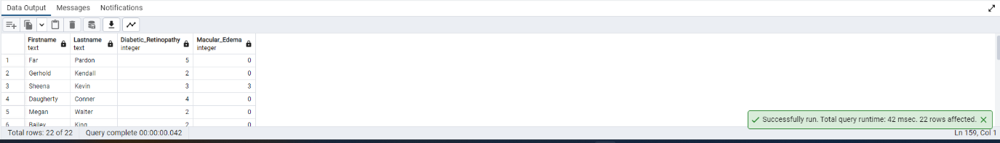 Data Output Messages Notifications
Firstname Lastname Diabetic_Retinopathy Macular_Edema
text text integer integer
1 Far Pardon 5 0
2 Gerhold Kendall 2 0
3 Sheena Kevin 3 3
4 Daugherty Conner 4 0
5 Megan Walter 2 0
6 Bailey King 2 0
Successfully run. Total query runtime: 42 msec. 22 rows affected.
Total rows: 22 of 22 Query complete 00:00:00.042 Ln 159, Col 1